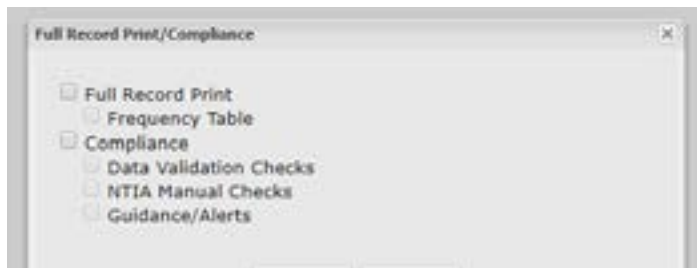 Full Record Print/Compliance
Full Record Print
Frequency Table
Compliance
Data Validation Checks
NTIA Manual Checks
Guidance/Alerts